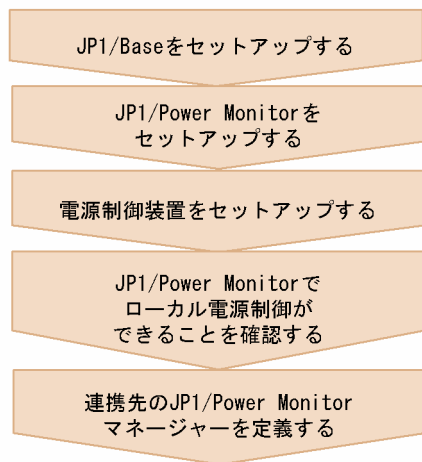 JP1/Baseをセットアップする
JP1/Power Monitorを
セットアップする
電源制御装置をセットアップする
JP1/Power Monitorで
ローカル電源制御が
できることを確認する
連携先のJP1/Power Monitor
マネージャーを定義する